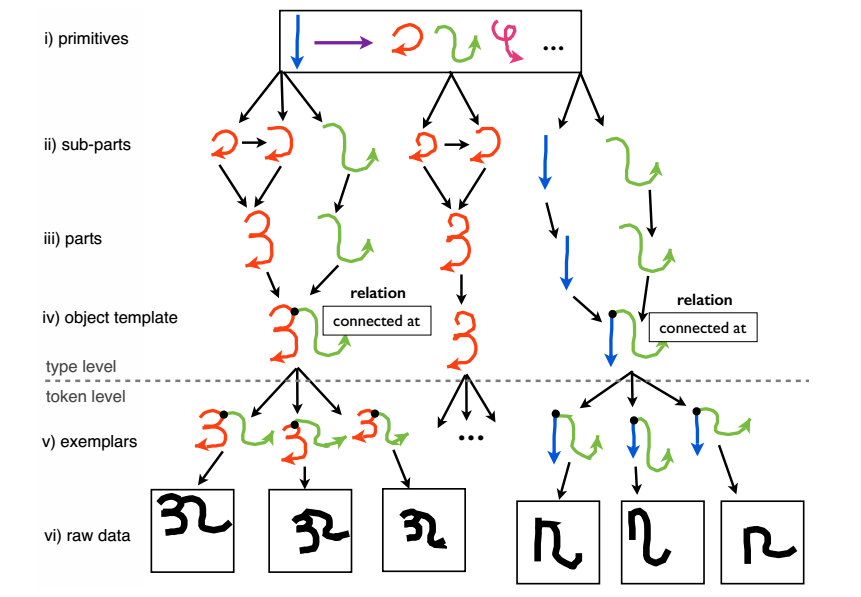 i) primitives
...
ii) sub-parts
iii) parts
relation
iv) object template
connected at
relation
connected at
type level
token level
v) exemplars
...
vi) raw data